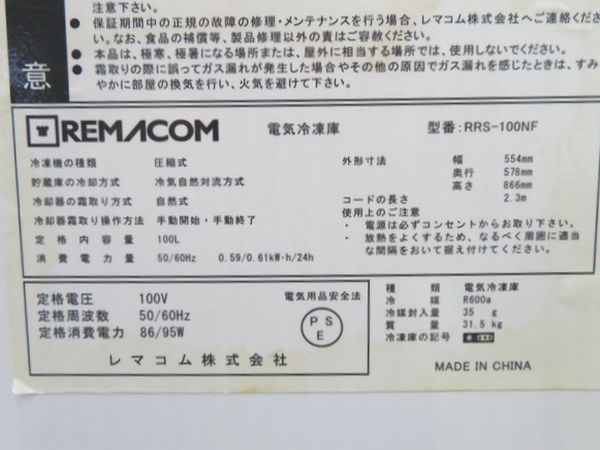 注意下さい。
● 保証期間中の正規の故障の修理・メンテナンスを行う場合、レマコム株式会社へご連絡くださ
い。なお、食品の補償等、製品修理以外の責はご容赦ください。
● 本品は、極寒、極暑になる場所または、屋外に相当する場所では、使用しないでください。
● 霜取りの際に誤ってガス漏れが発生した場合やその他の原因でガス漏れを感じたときは、すみ
やかに部屋の換気を行い、火気を避けて下さい。
意
REMACOM 電気冷凍庫 型番：RRS-100NF
冷凍機の種類 圧縮式
貯蔵庫の冷却方式 冷気自然対流方式
冷却器の霜取り方式 自然式
冷却器霜取り操作方法 手動開始・手動終了
定格内容量 100L
消費電力量 50/60Hz 0.59/0.61kW-h/24h
外形寸法 幅 554mm
奥行 578mm
高さ 866mm
コードの長さ 2.3m
使用上のご注意
・ 電源は必ずコンセントからお取り下さい。
・ 放熱をよくするため、なるべく周囲に適当
な間隔をおいて据え付けてください。
定格電圧 100V
定格周波数 50/60Hz
定格消費電力 86/95W
電気用品安全法
PSE
レマコム株式会社
種類 電気冷凍庫
冷媒 R600a
冷媒封入量 35 g
質量 31.5 kg
冷凍庫の記号 * ***
MADE IN CHINA